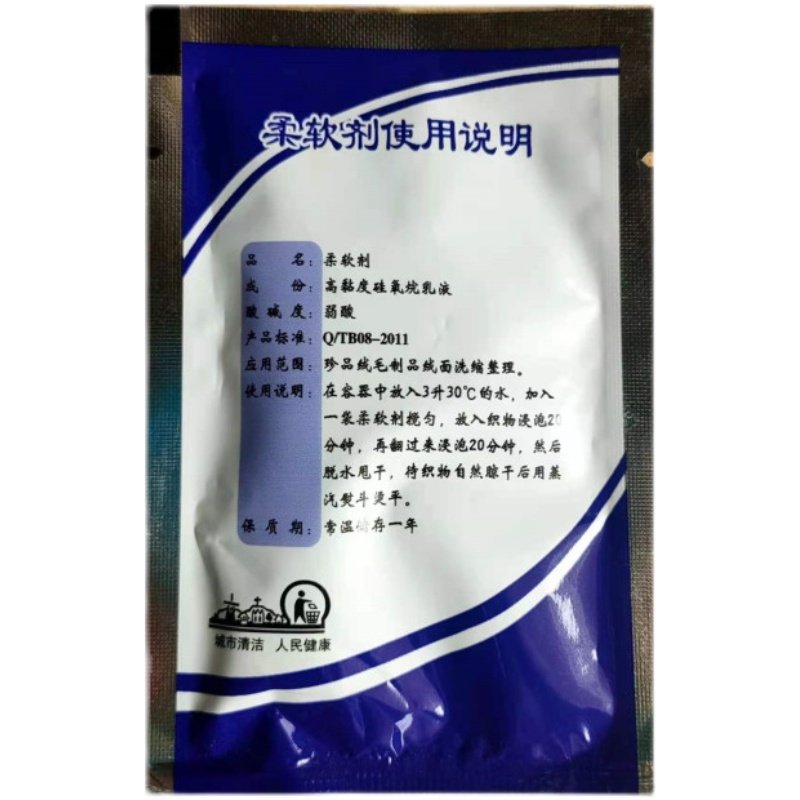 柔软剂使用说明
品名：柔软剂
成份：高黏度硅氧烷乳液
酸碱度：弱酸
产品标准：Q/TB08-2011
应用范围：珍品绒毛制品绒面洗缩整理。
使用说明：在容器中放入3升30℃的水，加入
一袋柔软剂搅匀，放入织物浸泡20
分钟，再翻过来浸泡20分钟，然后
脱水甩干，待织物自然晾干后用蒸
汽熨斗烫平。
保质期：常温储存一年
城市清洁 人民健康